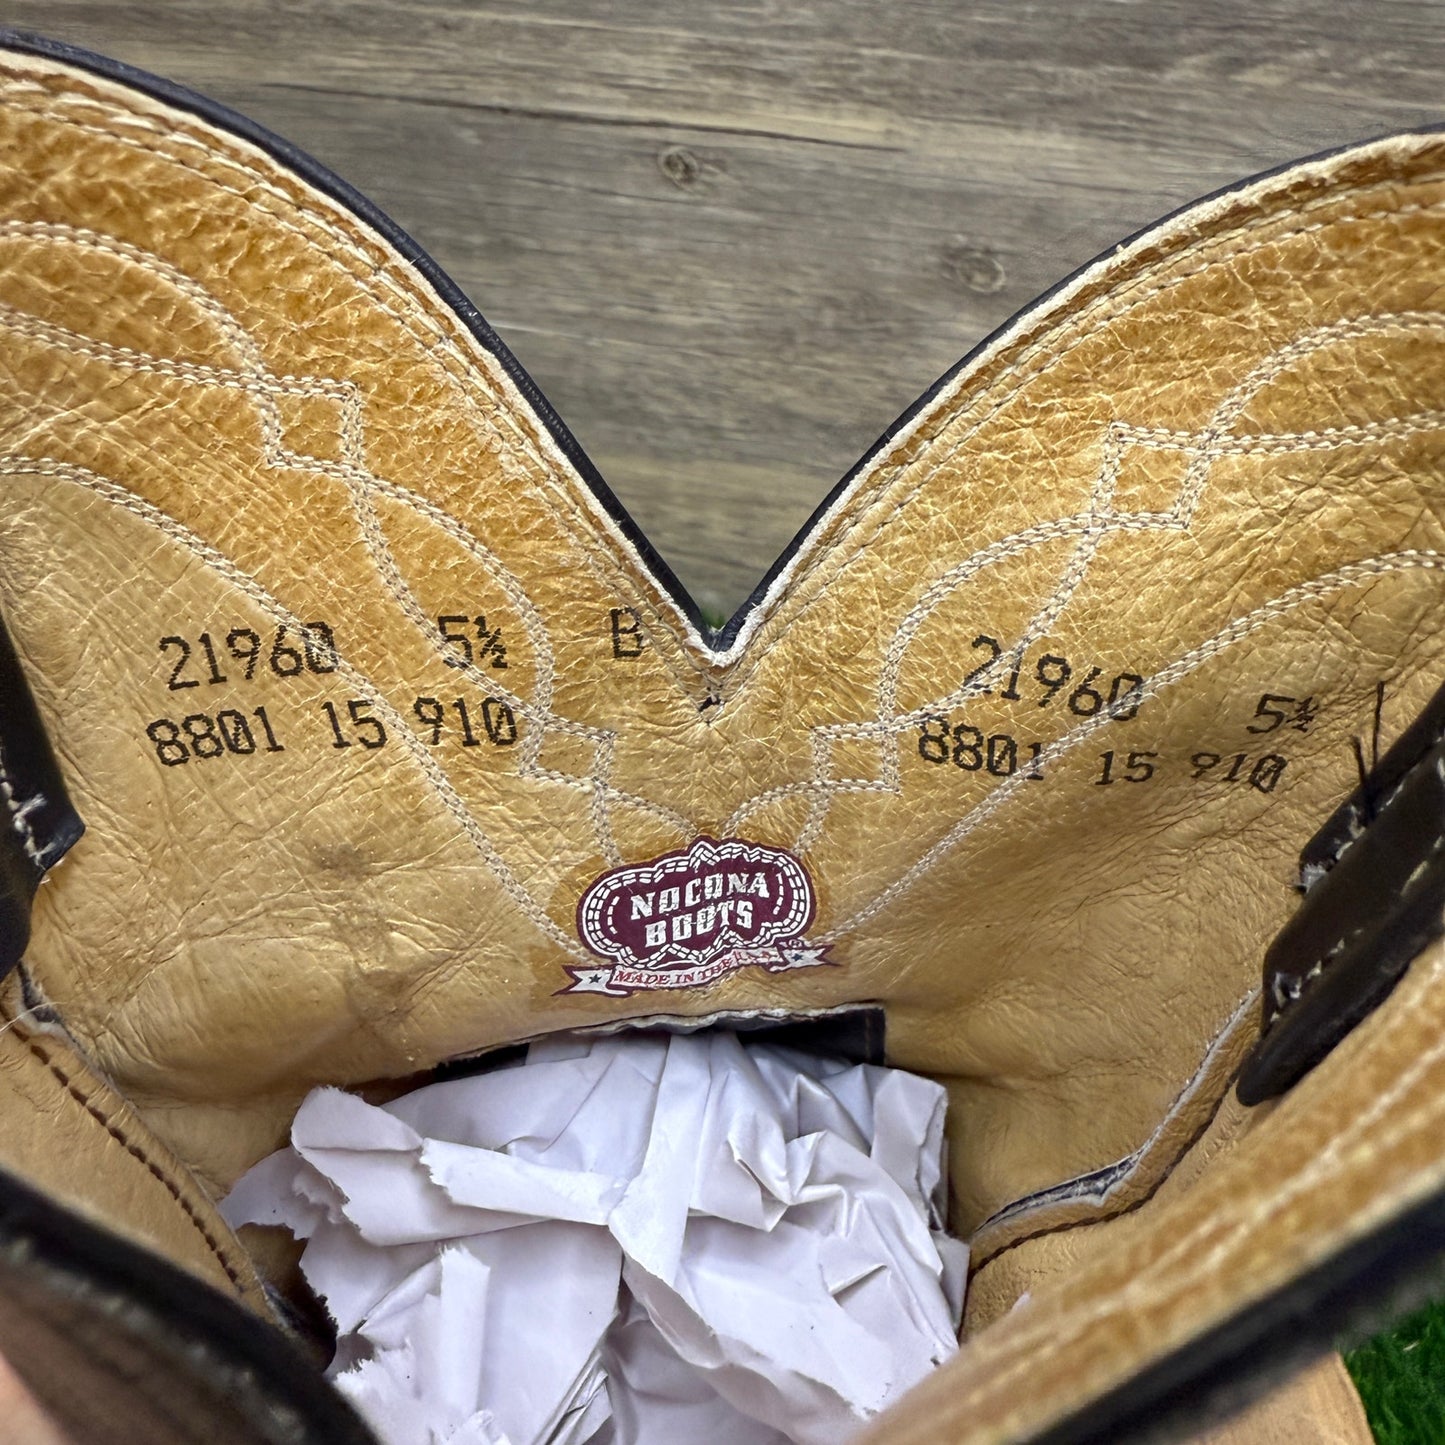 21960 5½ B
8801 15 910
21960 5½
8801 15 910
NOCONA
BOOTS
®
MADE IN THE U.S.A.